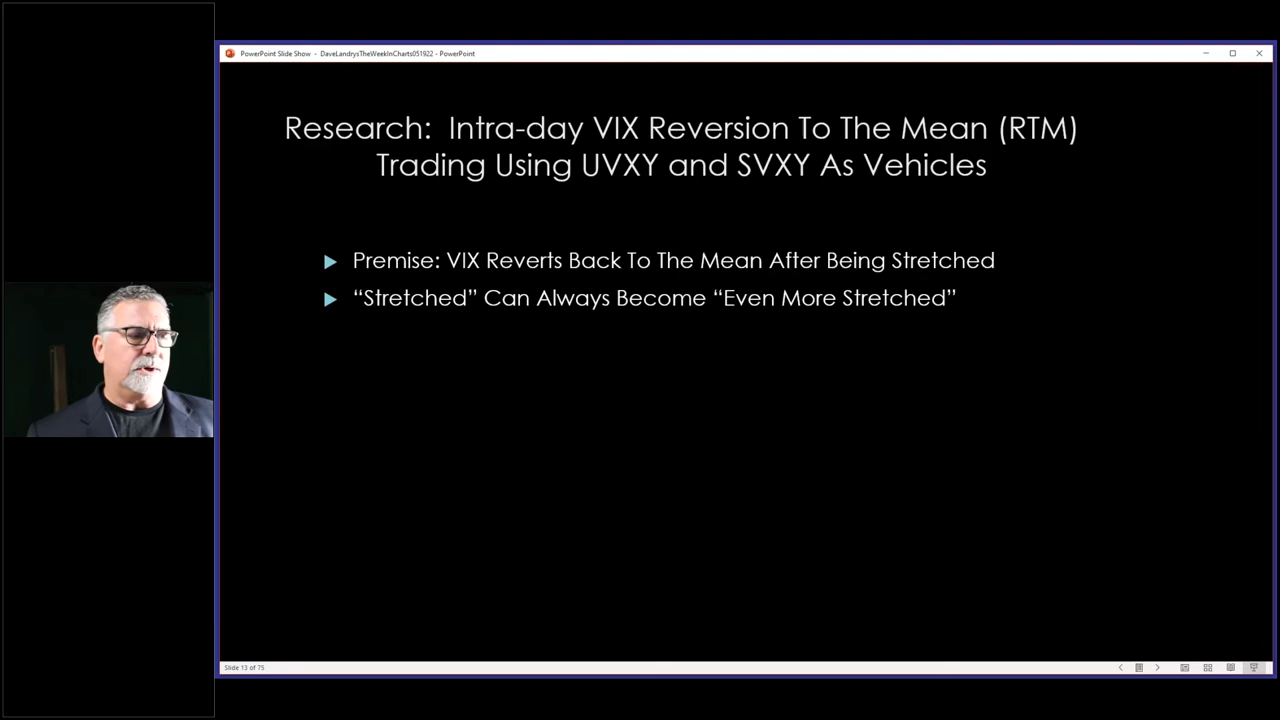 PowerPoint Slide Show - DaveLandrysTheWeekInCharts051922 - PowerPoint
Research: Intra-day VIX Reversion To The Mean (RTM)
Trading Using UVXY and SVXY As Vehicles
Premise: VIX Reverts Back To The Mean After Being Stretched
“Stretched” Can Always Become “Even More Stretched”
Slide 13 of 75